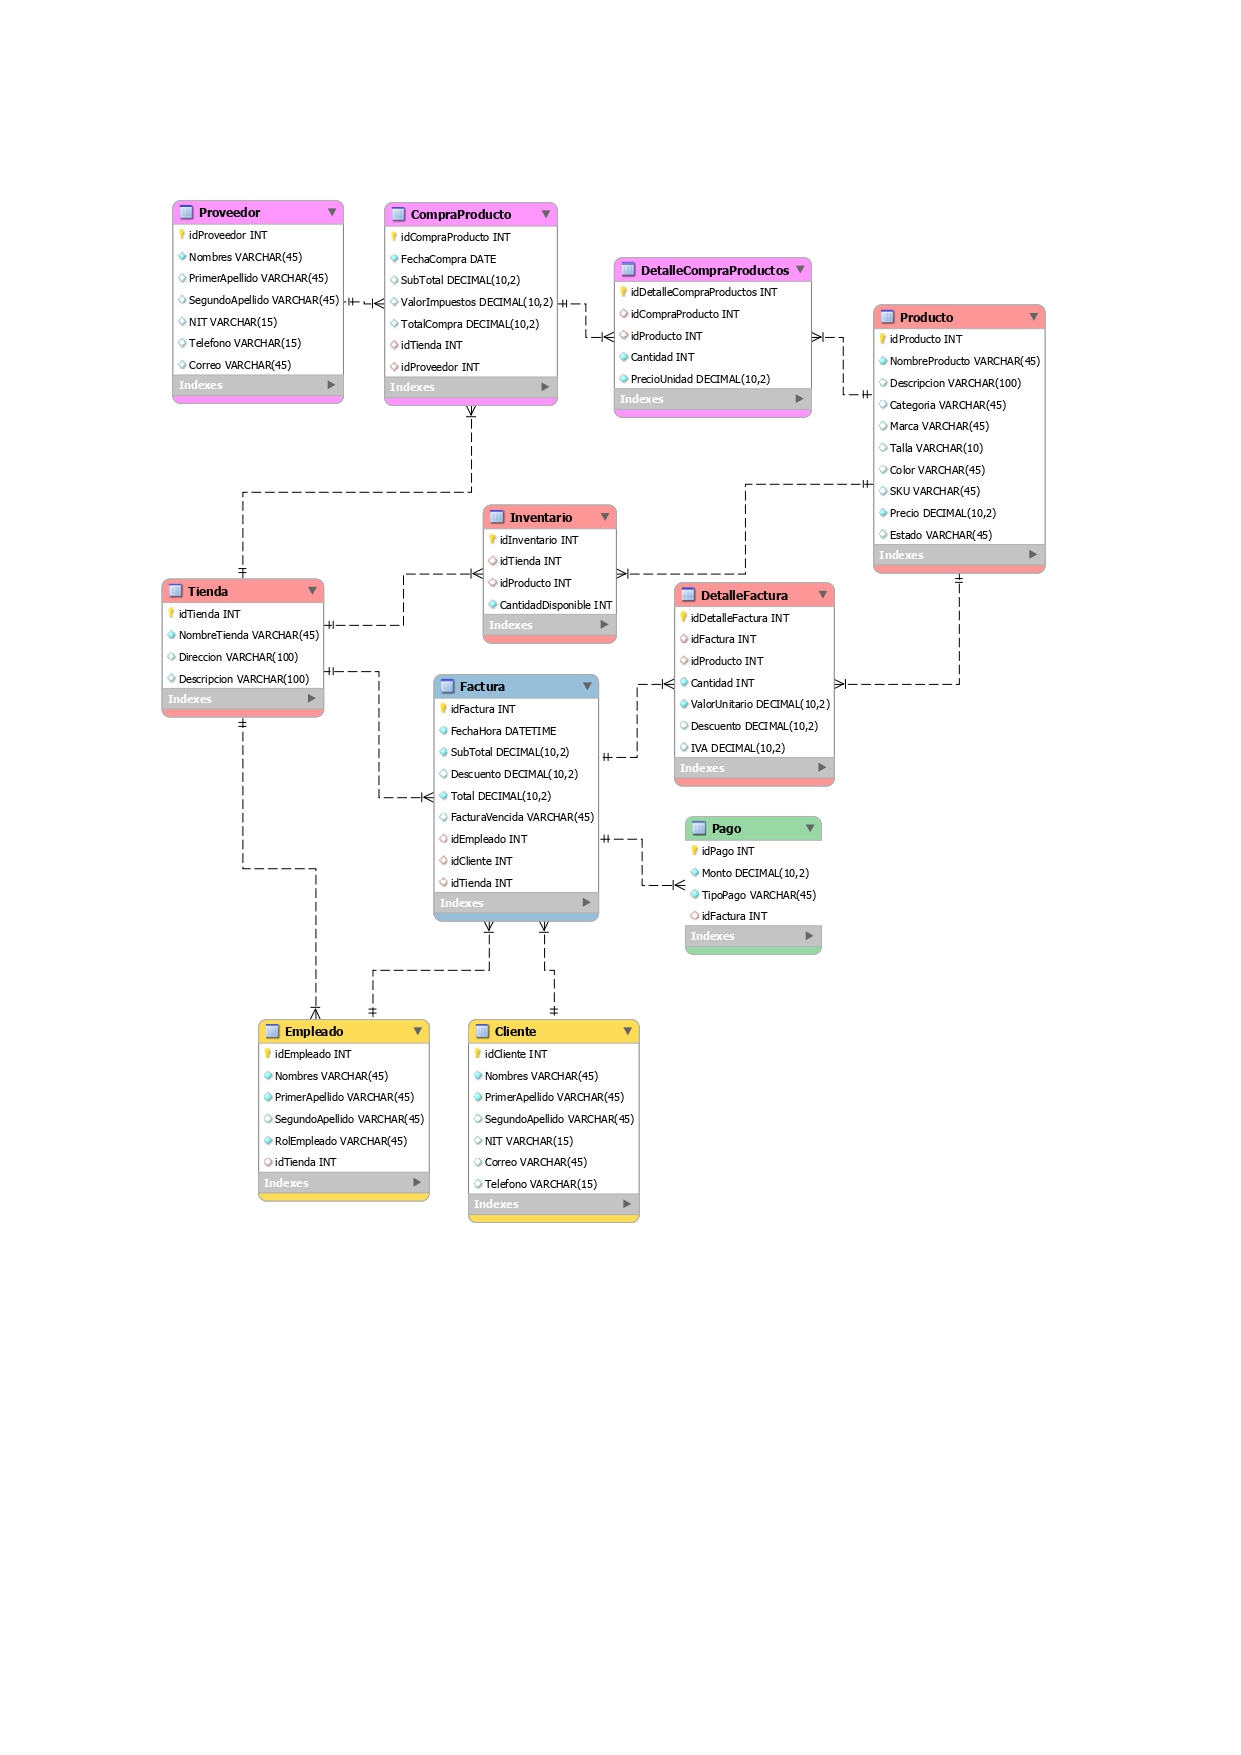 Proveedor
idProveedor INT
Nombres VARCHAR(45)
PrimerApellido VARCHAR(45)
SegundoApellido VARCHAR(45)
NIT VARCHAR(15)
Telefono VARCHAR(15)
Correo VARCHAR(45)
Indexes
CompraProducto
idCompraProducto INT
FechaCompra DATE
SubTotal DECIMAL(10,2)
ValorImpuestos DECIMAL(10,2)
TotalCompra DECIMAL(10,2)
idTienda INT
idProveedor INT
Indexes
DetalleCompraProductos
idDetalleCompraProductos INT
idCompraProducto INT
idProducto INT
Cantidad INT
PrecioUnidad DECIMAL(10,2)
Indexes
Producto
idProducto INT
NombreProducto VARCHAR(45)
Descripcion VARCHAR(100)
Categoria VARCHAR(45)
Marca VARCHAR(45)
Talla VARCHAR(10)
Color VARCHAR(45)
SKU VARCHAR(45)
Precio DECIMAL(10,2)
Estado VARCHAR(45)
Indexes
Inventario
idInventario INT
idTienda INT
idProducto INT
CantidadDisponible INT
Indexes
Tienda
idTienda INT
NombreTienda VARCHAR(45)
Direccion VARCHAR(100)
Descripcion VARCHAR(100)
Indexes
DetalleFactura
idDetalleFactura INT
idFactura INT
idProducto INT
Cantidad INT
ValorUnitario DECIMAL(10,2)
Descuento DECIMAL(10,2)
IVA DECIMAL(10,2)
Indexes
Factura
idFactura INT
FechaHora DATETIME
SubTotal DECIMAL(10,2)
Descuento DECIMAL(10,2)
Total DECIMAL(10,2)
FacturaVencida VARCHAR(45)
idEmpleado INT
idCliente INT
idTienda INT
Indexes
Pago
idPago INT
Monto DECIMAL(10,2)
TipoPago VARCHAR(45)
idFactura INT
Indexes
Empleado
idEmpleado INT
Nombres VARCHAR(45)
PrimerApellido VARCHAR(45)
SegundoApellido VARCHAR(45)
RolEmpleado VARCHAR(45)
idTienda INT
Indexes
Cliente
idCliente INT
Nombres VARCHAR(45)
PrimerApellido VARCHAR(45)
SegundoApellido VARCHAR(45)
NIT VARCHAR(15)
Correo VARCHAR(45)
Telefono VARCHAR(15)
Indexes